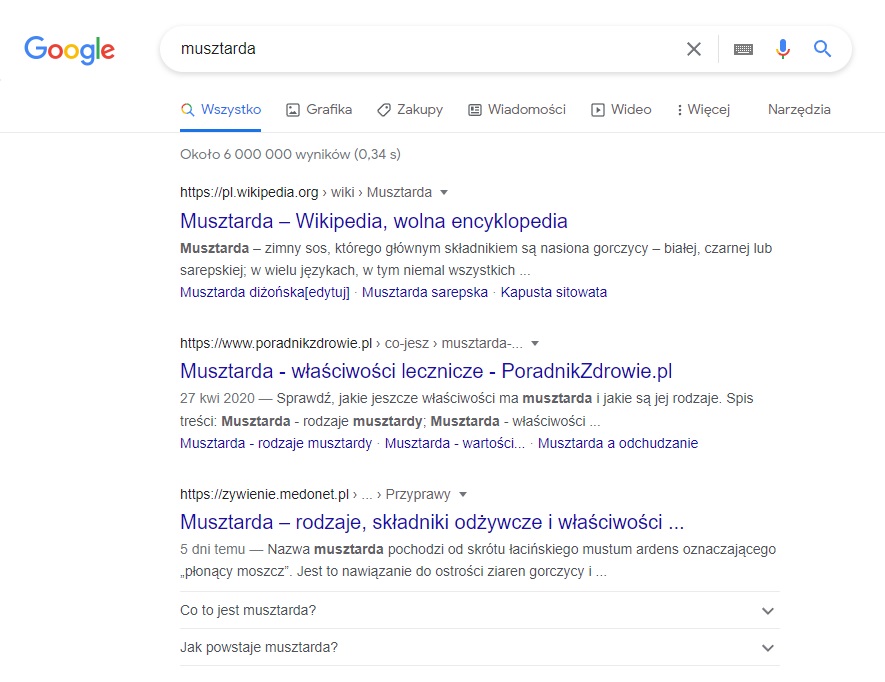 Google
musztarda
Wszystko Grafika Zakupy Wiadomości Wideo Więcej Narzędzia
Około 6 000 000 wyników (0,34 s)
https://pl.wikipedia.org › wiki › Musztarda
Musztarda – Wikipedia, wolna encyklopedia
Musztarda – zimny sos, którego głównym składnikiem są nasiona gorczycy – białej, czarnej lub
sarepskiej; w wielu językach, w tym niemal wszystkich ...
Musztarda diżońska[edytuj] · Musztarda sarepska · Kapusta sitowata
https://www.poradnikzdrowie.pl › co-jesz › musztarda-...
Musztarda - właściwości lecznicze - PoradnikZdrowie.pl
27 kwi 2020 — Sprawdź, jakie jeszcze właściwości ma musztarda i jakie są jej rodzaje. Spis
treści: Musztarda - rodzaje musztardy; Musztarda - właściwości ...
Musztarda - rodzaje musztardy · Musztarda - wartości... · Musztarda a odchudzanie
https://zywienie.medonet.pl › ... › Przyprawy
Musztarda – rodzaje, składniki odżywcze i właściwości ...
5 dni temu — Nazwa musztarda pochodzi od skrótu łacińskiego mustum ardens oznaczającego
„płonący moszcz”. Jest to nawiązanie do ostrości ziaren gorczycy i ...
Co to jest musztarda?
Jak powstaje musztarda?